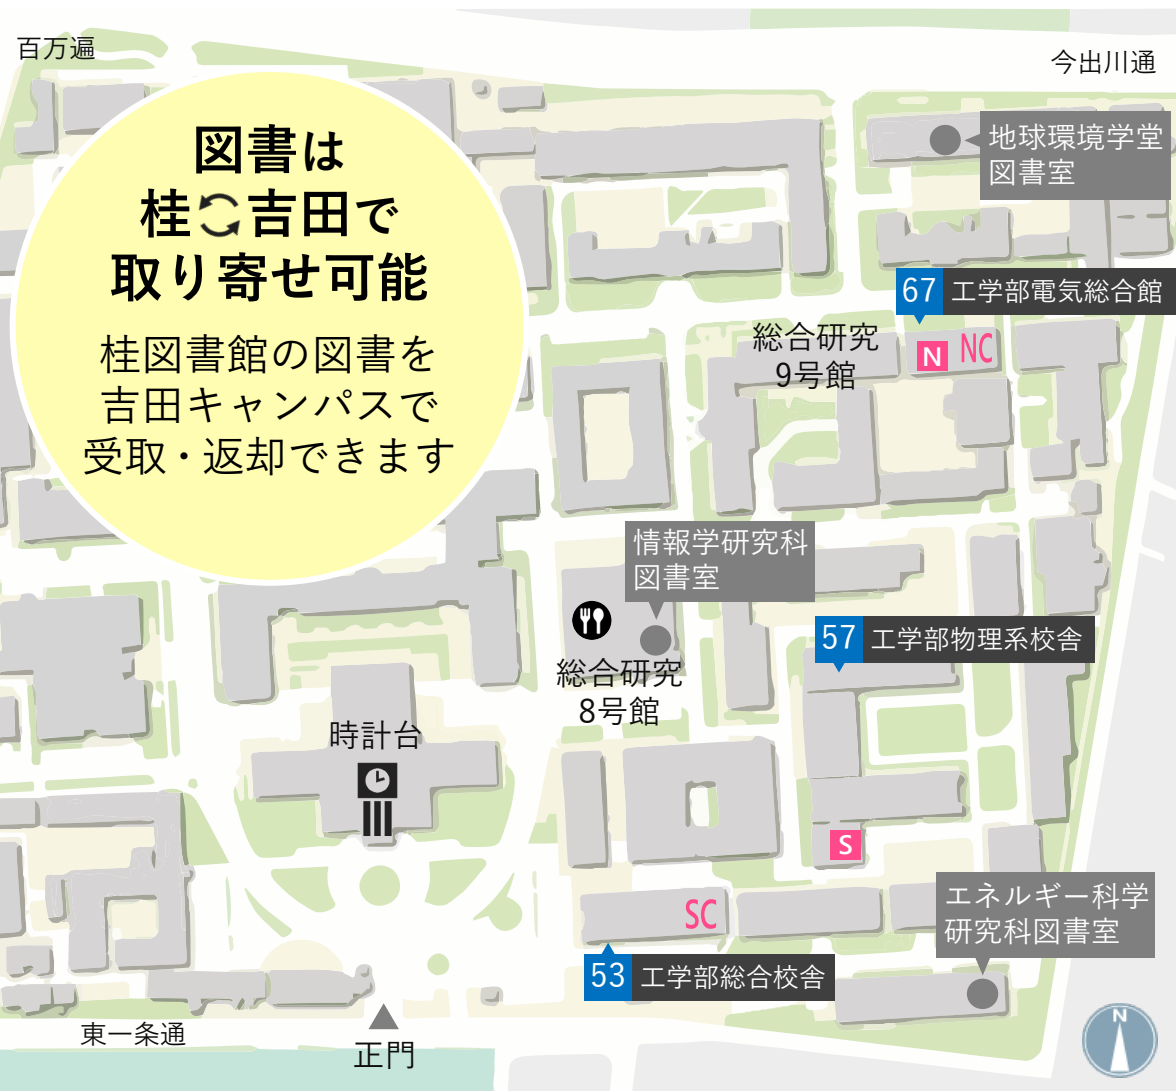 百万遍
今出川通
図書は
桂 吉田で
取り寄せ可能
桂図書館の図書を
吉田キャンパスで
受取・返却できます
地球環境学堂
図書室
67 工学部電気総合館
総合研究
9号館
N NC
情報学研究科
図書室
57 工学部物理系校舎
総合研究
8号館
時計台
S
SC
エネルギー科学
研究科図書室
53 工学部総合校舎
東一条通
正門
N